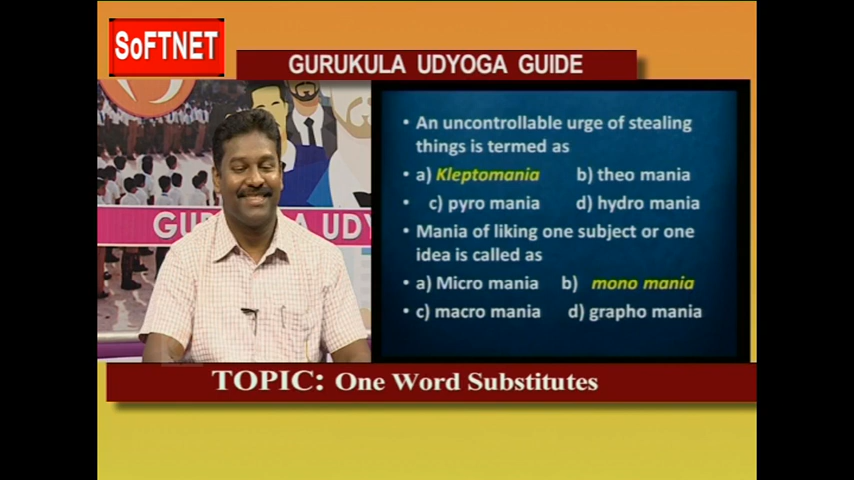 SoFTNET
GURUKULA UDYOGA GUIDE
• An uncontrollable urge of stealing
things is termed as
• a) Kleptomania b) theo mania
• c) pyro mania d) hydro mania
• Mania of liking one subject or one
idea is called as
• a) Micro mania b) mono mania
• c) macro mania d) grapho mania
GUR A UDY
TOPIC: One Word Substitutes